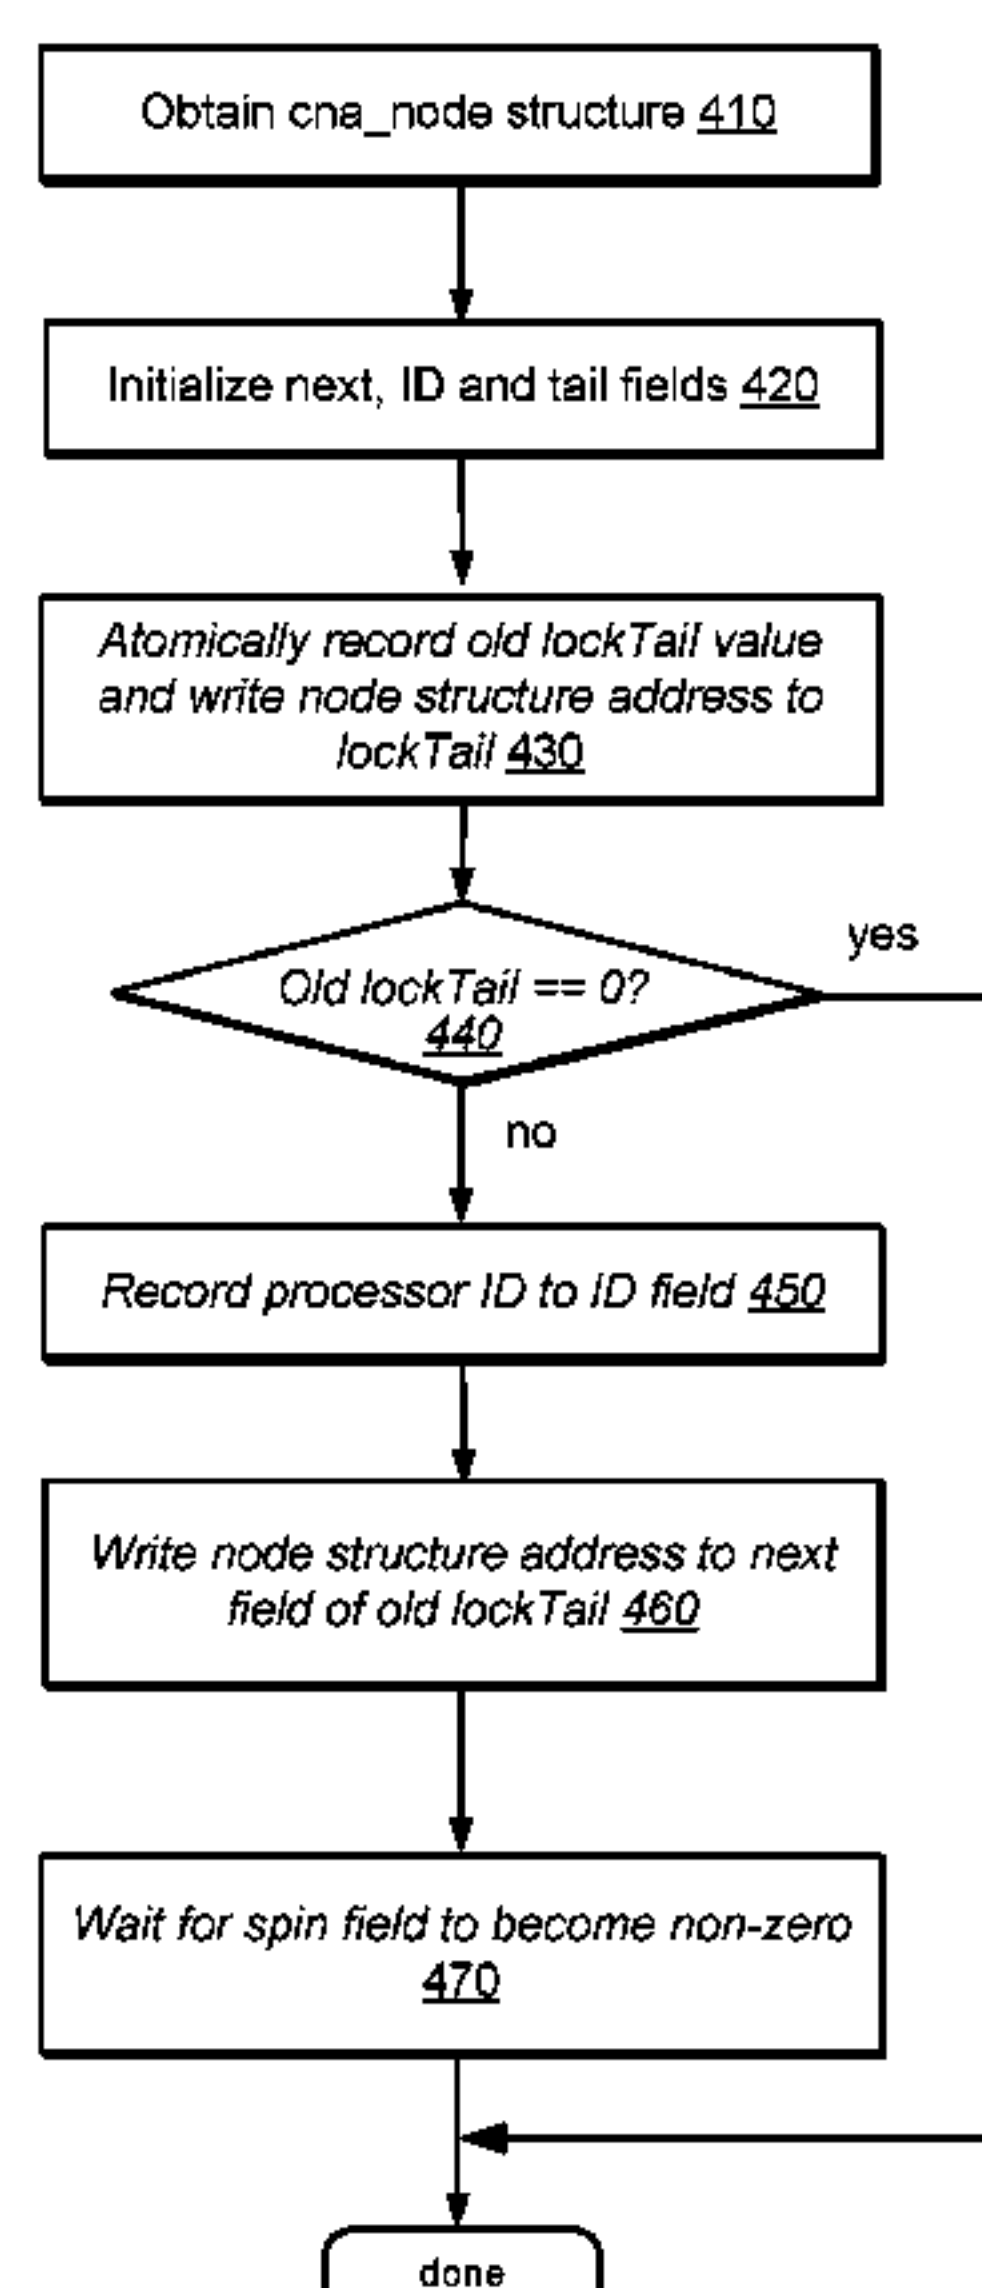 Obtain cna_node structure 410
Initialize next, ID and tail fields 420
Atomically record old lockTail value
and write node structure address to
lockTail 430
yes
Old lockTail == 0?
440
no
Record processor ID to ID field 450
Write node structure address to next
field of old lockTail 460
Wait for spin field to become non-zero
470
done